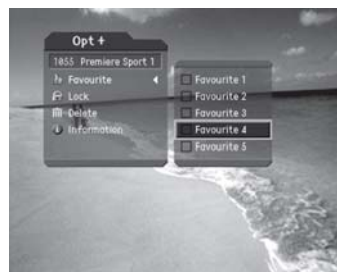 Opt +
1055 Premiere Sport 1
Favourite
Lock
Delete
Information
Favourite 1
Favourite 2
Favourite 3
Favourite 4
Favourite 5